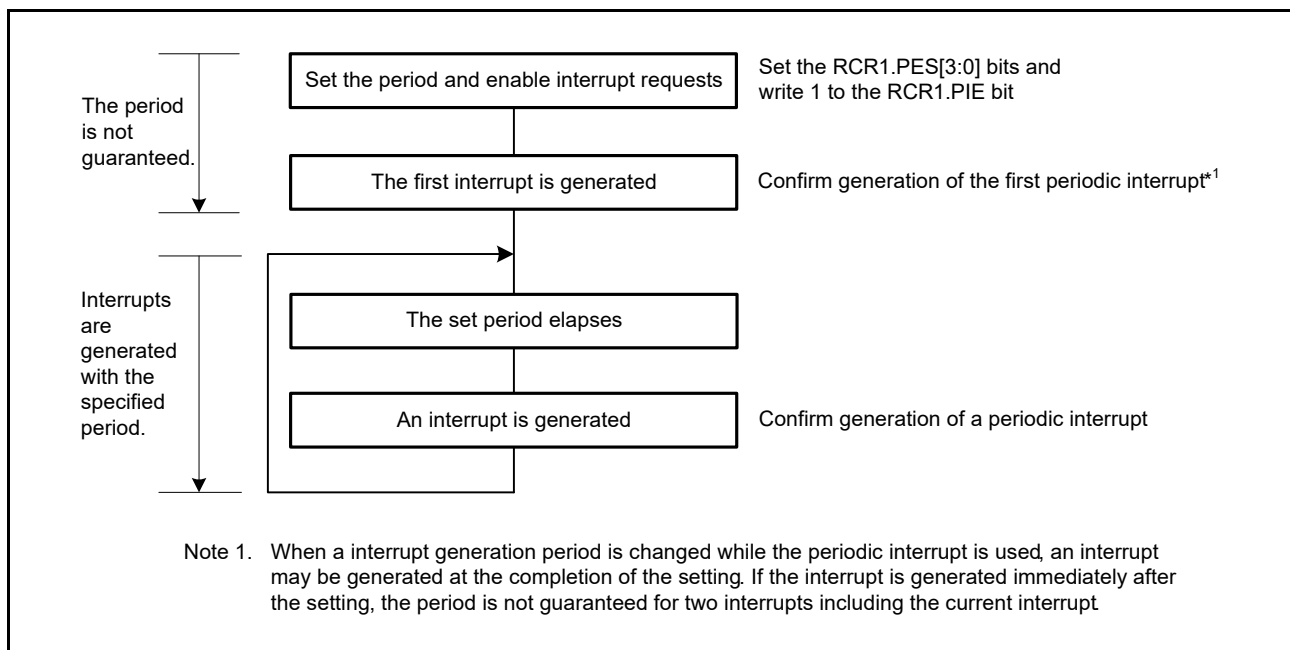 Set the period and enable interrupt requests
Set the RCR1.PES[3:0] bits and
write 1 to the RCR1.PIE bit
The period
is not
guaranteed.
The first interrupt is generated
Confirm generation of the first periodic interrupt*1
Interrupts
are
generated
with the
specified
period.
The set period elapses
An interrupt is generated
Confirm generation of a periodic interrupt
Note 1. When a interrupt generation period is changed while the periodic interrupt is used, an interrupt
may be generated at the completion of the setting. If the interrupt is generated immediately after
the setting, the period is not guaranteed for two interrupts including the current interrupt.